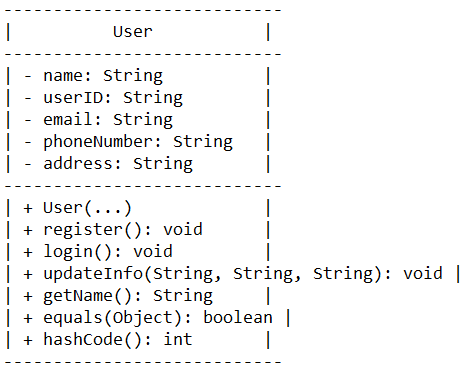 ----------------------------
|          User            |
----------------------------
| - name: String           |
| - userID: String         |
| - email: String          |
| - phoneNumber: String    |
| - address: String        |
----------------------------
| + User(...)              |
| + register(): void       |
| + login(): void          |
| + updateInfo(String, String, String): void |
| + getName(): String      |
| + equals(Object): boolean |
| + hashCode(): int        |
----------------------------